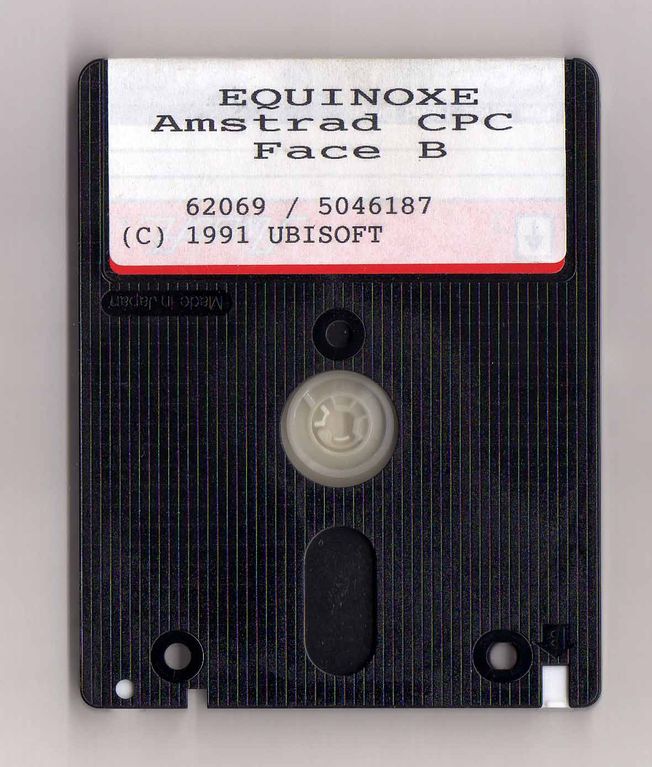 EQUINOXE
Amstrad CPC
Face B
62069 / 5046187
(C) 1991 UBISOFT
Made in Japan